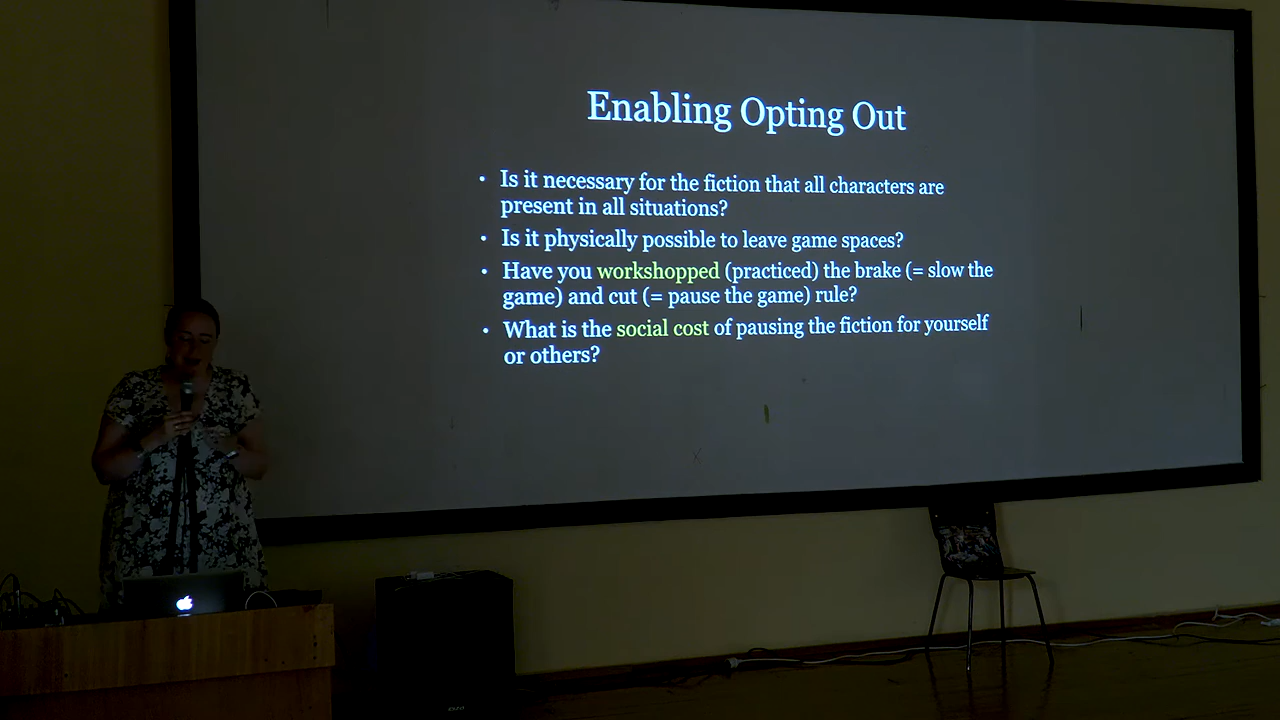 Enabling Opting Out
• Is it necessary for the fiction that all characters are
present in all situations?
• Is it physically possible to leave game spaces?
• Have you workshopped (practiced) the brake (= slow the
game) and cut (= pause the game) rule?
• What is the social cost of pausing the fiction for yourself
or others?